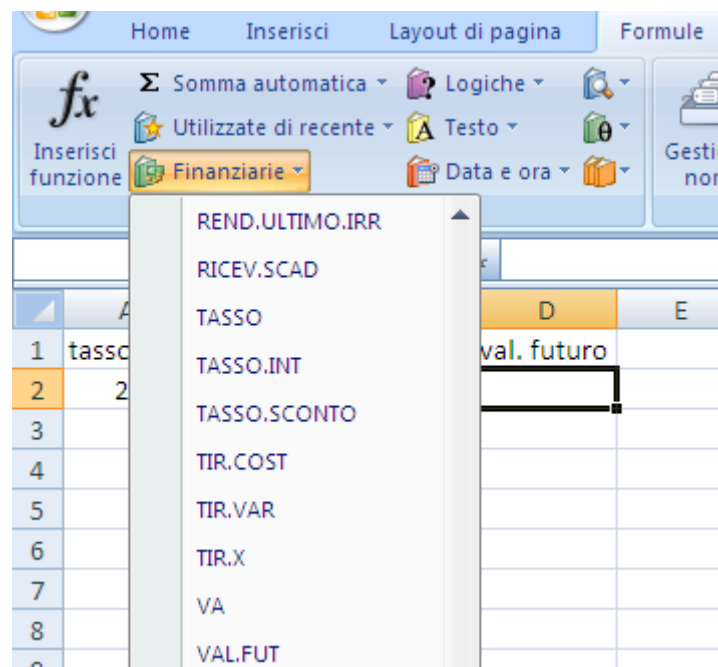 Home Inserisci Layout di pagina Formule
fx Σ Somma automatica Logiche
Utilizzate di recente A Testo θ
Inserisci funzione Finanziarie Data e ora
REND.ULTIMO.IRR
RICEV.SCAD
A D E
TASSO
1 val. futuro
TASSO.INT
2 2
TASSO.SCONTO
3
TIR.COST
4
TIR.VAR
5
TIR.X
6
VA
7
8
VAL.FUT